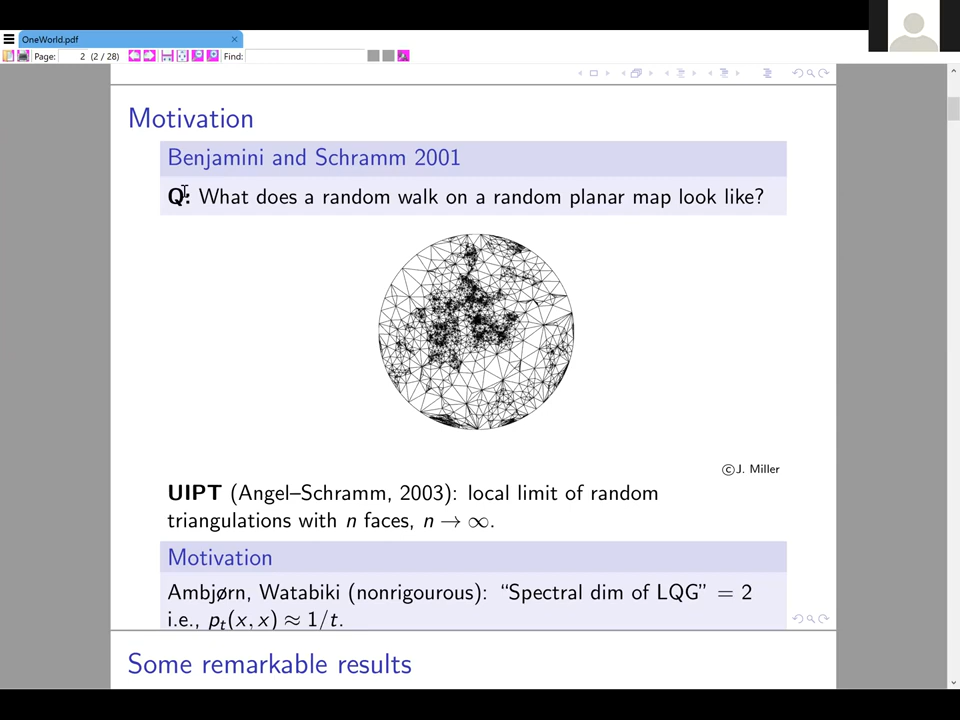 OneWorld.pdf
Page: 2 (2 / 28) Find:
Motivation
Benjamini and Schramm 2001
Q: What does a random walk on a random planar map look like?
©J. Miller
UIPT (Angel–Schramm, 2003): local limit of random
triangulations with n faces, n → ∞.
Motivation
Ambjørn, Watabiki (nonrigourous): “Spectral dim of LQG” = 2
i.e., pₜ(x, x) ≈ 1/t.
Some remarkable results